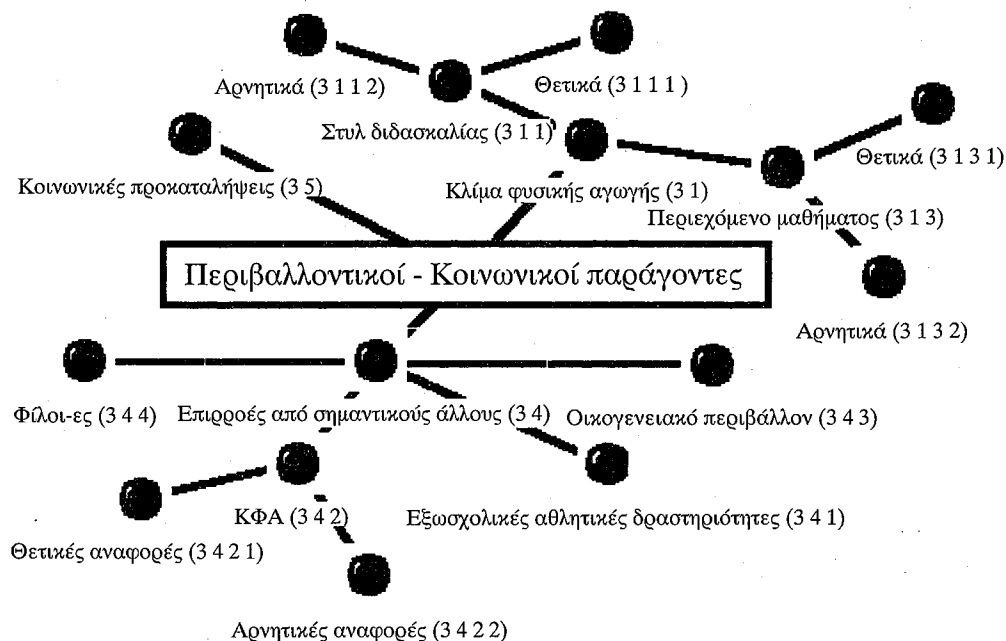 Αρνητικά (3 1 1 2)
Θετικά (3 1 1 1)
Στυλ διδασκαλίας (3 1 1)
Θετικά (3 1 3 1)
Κοινωνικές προκαταλήψεις (3 5)
Κλίμα φυσικής αγωγής (3 1)
Περιεχόμενο μαθήματος (3 1 3)
Περιβαλλοντικοί - Κοινωνικοί παράγοντες
Αρνητικά (3 1 3 2)
Φίλοι-ες (3 4 4)
Επιρροές από σημαντικούς άλλους (3 4)
Οικογενειακό περιβάλλον (3 4 3)
ΚΦΑ (3 4 2)
Εξωσχολικές αθλητικές δραστηριότητες (3 4 1)
Θετικές αναφορές (3 4 2 1)
Αρνητικές αναφορές (3 4 2 2)